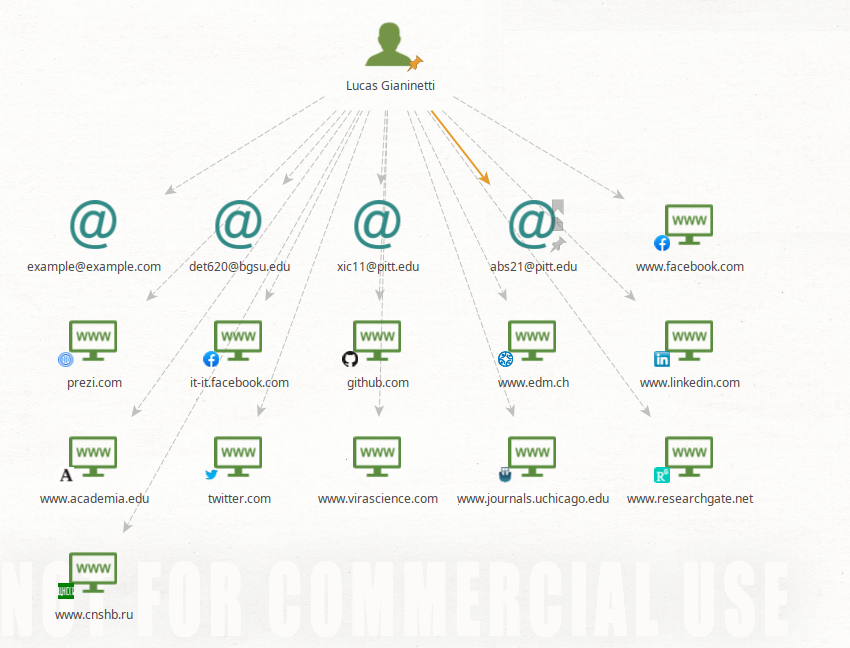 Lucas Gianinetti
example@example.com
det620@bgsu.edu
xic11@pitt.edu
abs21@pitt.edu
WWW
www.facebook.com
WWW
prezi.com
WWW
it-it.facebook.com
WWW
github.com
WWW
www.edm.ch
WWW
in
www.linkedin.com
WWW
A
www.academia.edu
WWW
twitter.com
WWW
www.virascience.com
WWW
www.journals.uchicago.edu
WWW
R
www.researchgate.net
WWW
www.cnshb.ru
NOT FOR COMMERCIAL USE